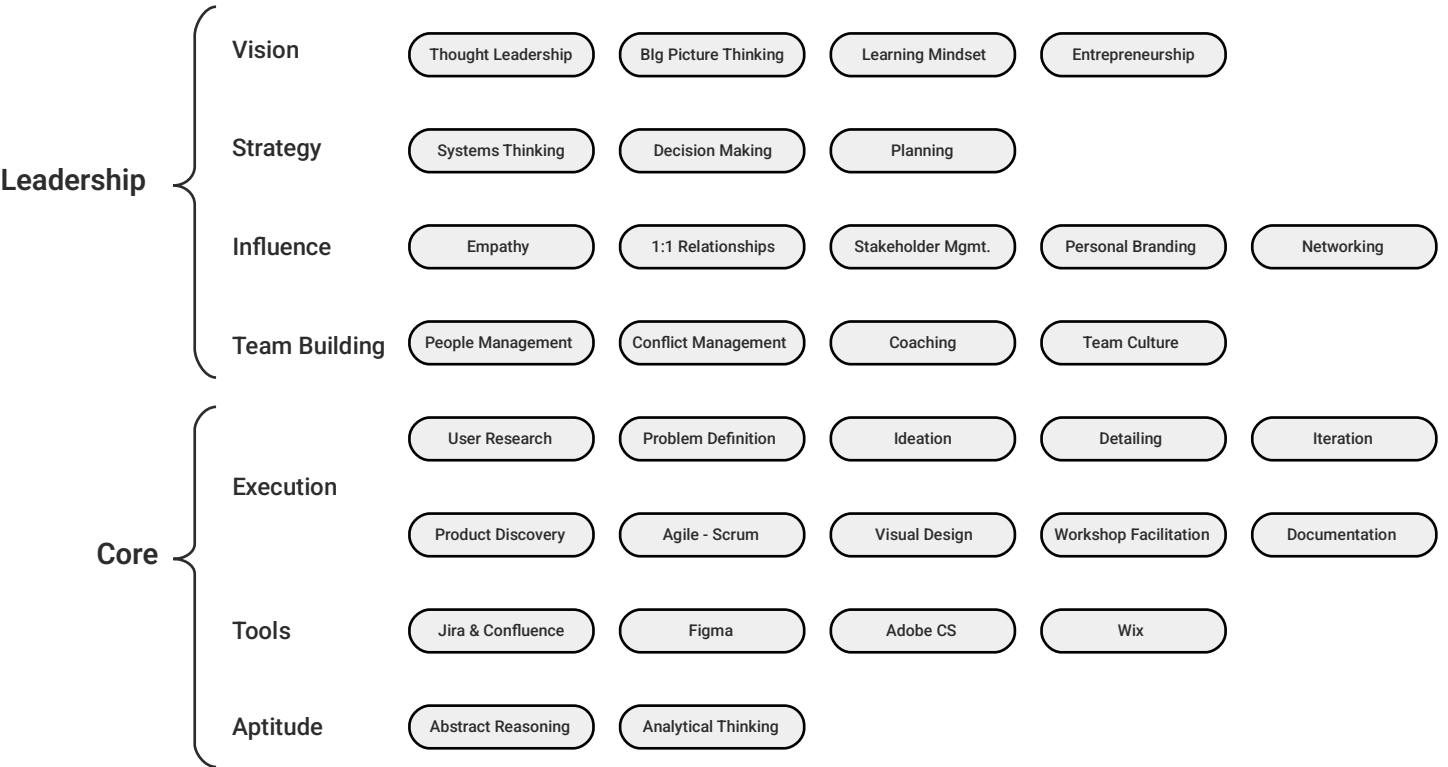 Leadership
Vision
Thought Leadership
BIg Picture Thinking
Learning Mindset
Entrepreneurship
Strategy
Systems Thinking
Decision Making
Planning
Influence
Empathy
1:1 Relationships
Stakeholder Mgmt.
Personal Branding
Networking
Team Building
People Management
Conflict Management
Coaching
Team Culture
Core
Execution
User Research
Problem Definition
Ideation
Detailing
Iteration
Product Discovery
Agile - Scrum
Visual Design
Workshop Facilitation
Documentation
Tools
Jira & Confluence
Figma
Adobe CS
Wix
Aptitude
Abstract Reasoning
Analytical Thinking